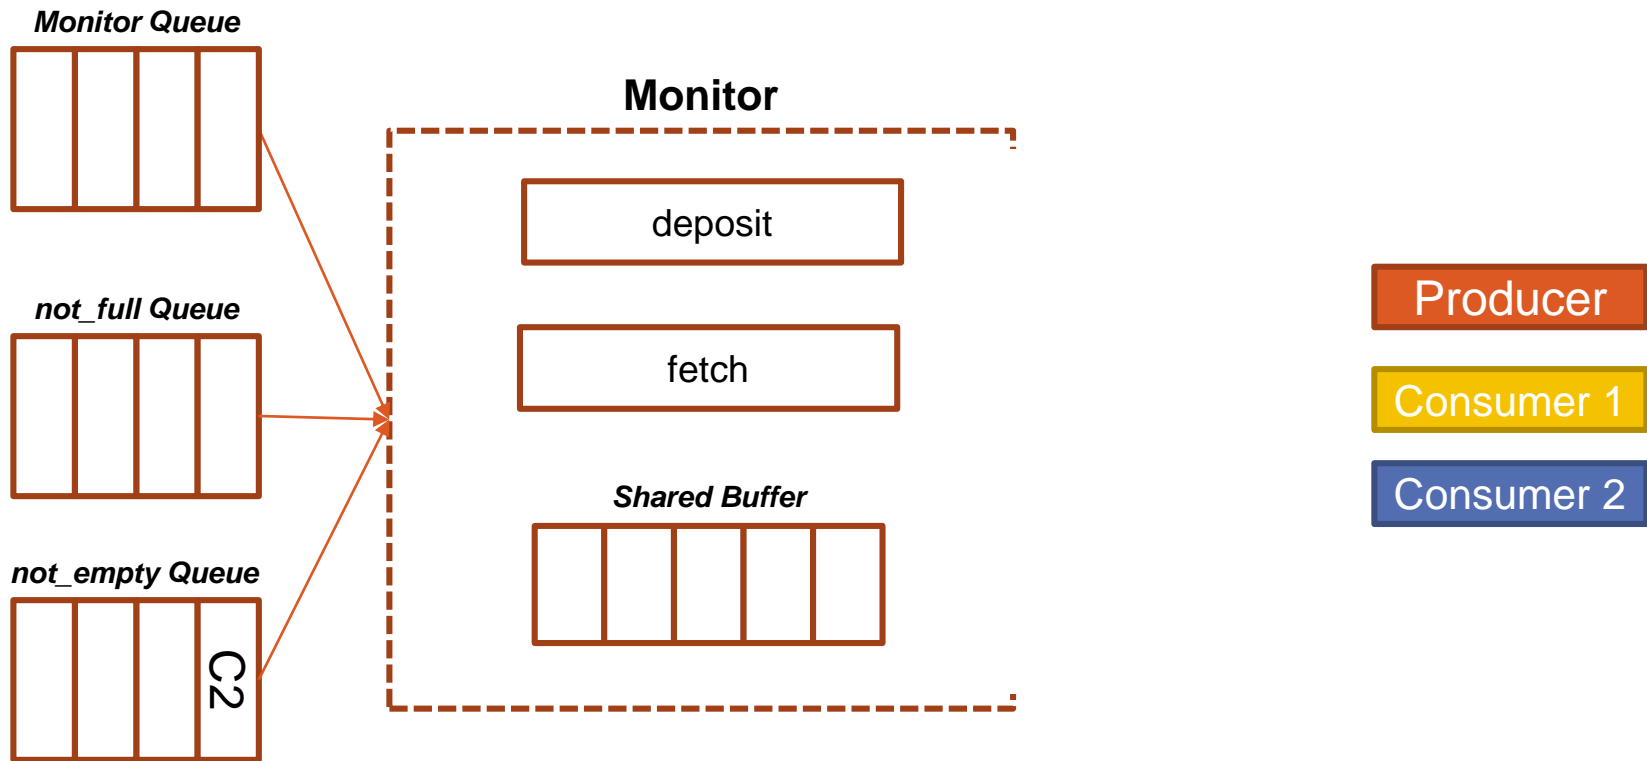 Monitor Queue
Monitor
deposit
not_full Queue
fetch
Producer
Consumer 1
Consumer 2
Shared Buffer
not_empty Queue
C2